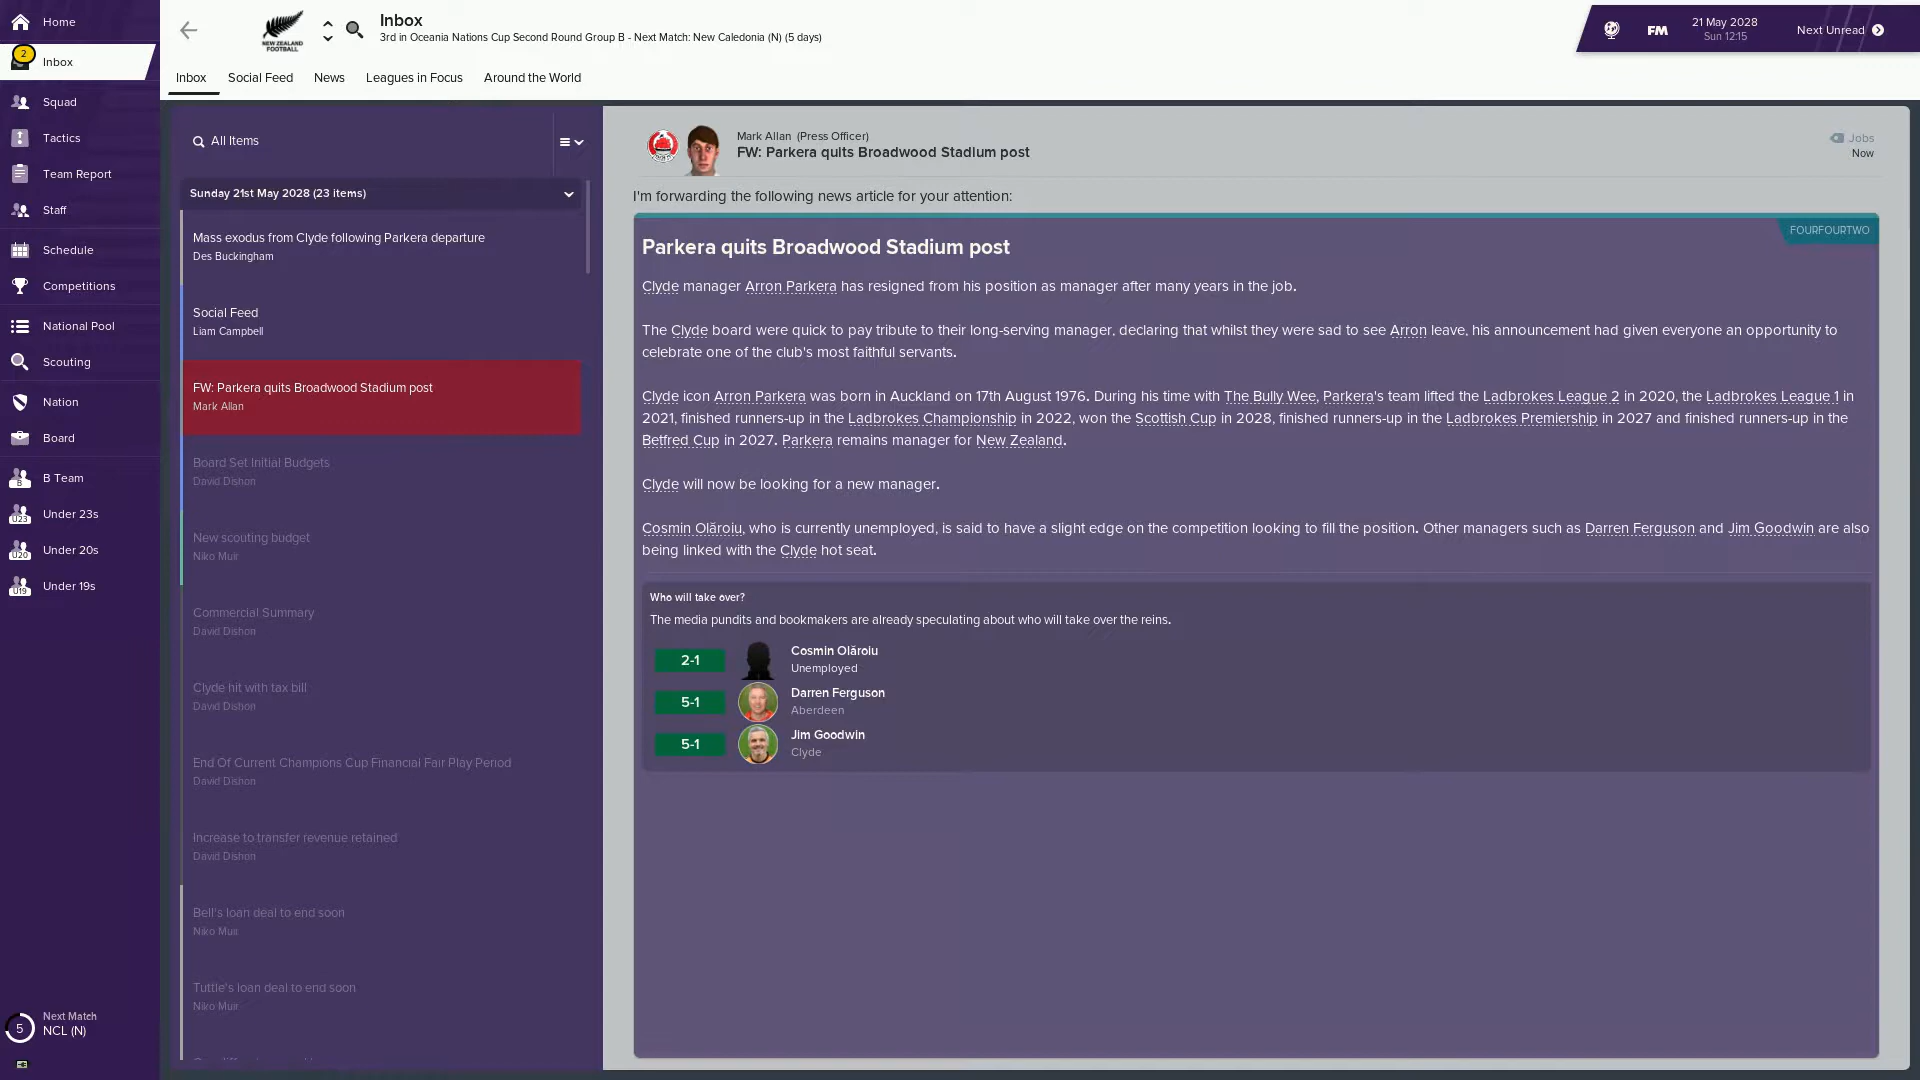 Home
2
Inbox
Squad
Tactics
Team Report
Staff
Schedule
Competitions
National Pool
Scouting
Nation
Board
B
B Team
U23
Under 23s
U20
Under 20s
U19
Under 19s
5
Next Match
NCL (N)
NEW ZEALAND
FOOTBALL
Inbox
3rd in Oceania Nations Cup Second Round Group B - Next Match: New Caledonia (N) (5 days)
FM
21 May 2028
Sun 12:15
Next Unread
Inbox
Social Feed
News
Leagues in Focus
Around the World
All Items
Sunday 21st May 2028 (23 items)
Mass exodus from Clyde following Parkera departure
Des Buckingham
Social Feed
Liam Campbell
FW: Parkera quits Broadwood Stadium post
Mark Allan
Board Set Initial Budgets
David Dishon
New scouting budget
Niko Muir
Commercial Summary
David Dishon
Clyde hit with tax bill
David Dishon
End Of Current Champions Cup Financial Fair Play Period
David Dishon
Increase to transfer revenue retained
David Dishon
Bell's loan deal to end soon
Niko Muir
Tuttle's loan deal to end soon
Niko Muir
Mark Allan (Press Officer)
FW: Parkera quits Broadwood Stadium post
Jobs
Now
I'm forwarding the following news article for your attention:
FOURFOURTWO
Parkera quits Broadwood Stadium post
Clyde manager Arron Parkera has resigned from his position as manager after many years in the job.
The Clyde board were quick to pay tribute to their long-serving manager, declaring that whilst they were sad to see Arron leave, his announcement had given everyone an opportunity to
celebrate one of the club's most faithful servants.
Clyde icon Arron Parkera was born in Auckland on 17th August 1976. During his time with The Bully Wee, Parkera's team lifted the Ladbrokes League 2 in 2020, the Ladbrokes League 1 in
2021, finished runners-up in the Ladbrokes Championship in 2022, won the Scottish Cup in 2028, finished runners-up in the Ladbrokes Premiership in 2027 and finished runners-up in the
Betfred Cup in 2027. Parkera remains manager for New Zealand.
Clyde will now be looking for a new manager.
Cosmin Olăroiu, who is currently unemployed, is said to have a slight edge on the competition looking to fill the position. Other managers such as Darren Ferguson and Jim Goodwin are also
being linked with the Clyde hot seat.
Who will take over?
The media pundits and bookmakers are already speculating about who will take over the reins.
2-1
Cosmin Olăroiu
Unemployed
5-1
Darren Ferguson
Aberdeen
5-1
Jim Goodwin
Clyde